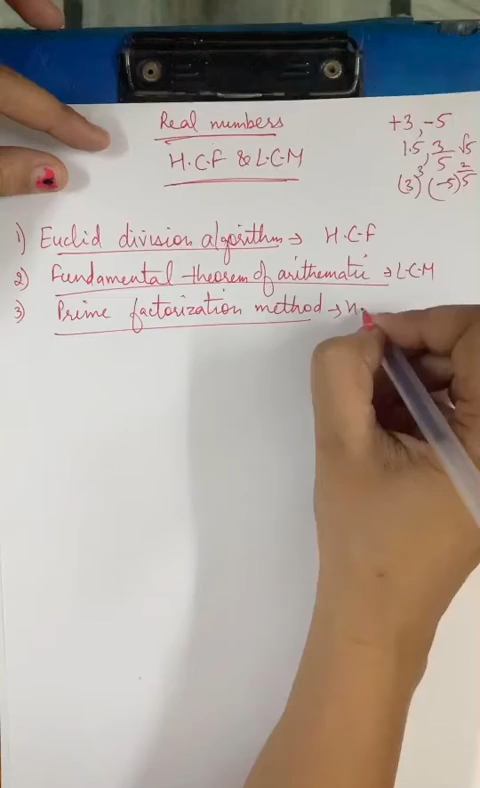 Real numbers
H.C.F & L.C.M
+3, -5
1.5, 3/5 √5
(3)³ (-5)^2/5
1) Euclid division algorithm → H.C.F
2) Fundamental theorem of arithematic → L.C.M
3) Prime factorization method → H.